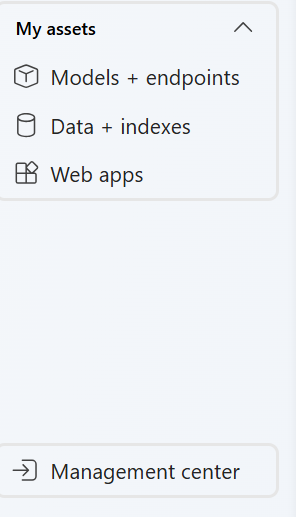 My assets
Models + endpoints
Data + indexes
Web apps
Management center